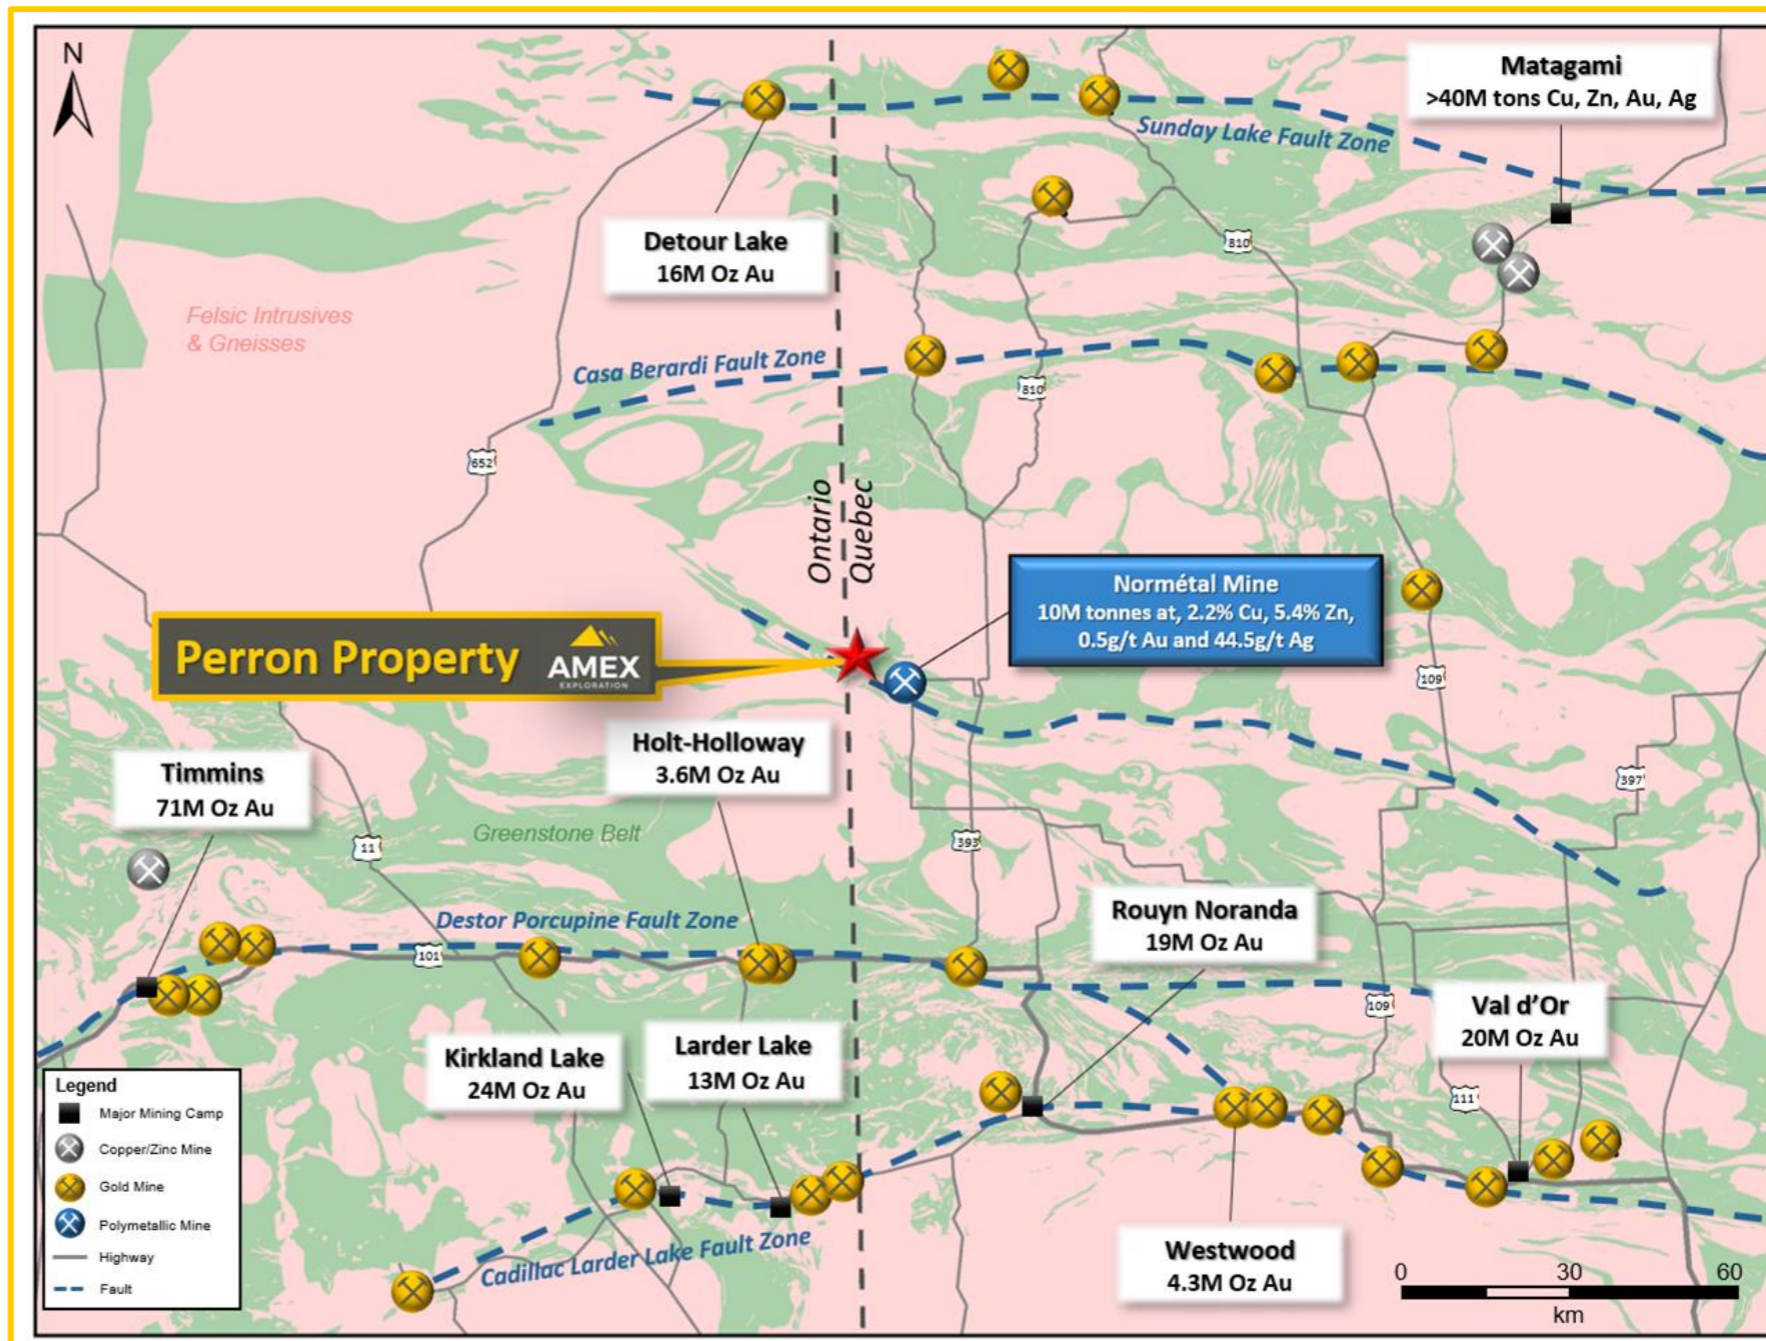 N
Matagami
>40M tons Cu, Zn, Au, Ag
Sunday Lake Fault Zone
Detour Lake
16M Oz Au
810
Felsic Intrusives
& Gneisses
Casa Berardi Fault Zone
810
652
Ontario
Quebec
Normétal Mine
10M tonnes at, 2.2% Cu, 5.4% Zn,
0.5g/t Au and 44.5g/t Ag
Perron Property
AMEX
EXPLORATION
109
Holt-Holloway
3.6M Oz Au
Timmins
71M Oz Au
397
Greenstone Belt
11
393
Rouyn Noranda
19M Oz Au
Destor Porcupine Fault Zone
101
109
Val d'Or
20M Oz Au
Kirkland Lake
24M Oz Au
Larder Lake
13M Oz Au
111
Legend
Major Mining Camp
Copper/Zinc Mine
Gold Mine
Polymetallic Mine
Highway
Fault
Cadillac Larder Lake Fault Zone
Westwood
4.3M Oz Au
0 30 60
km